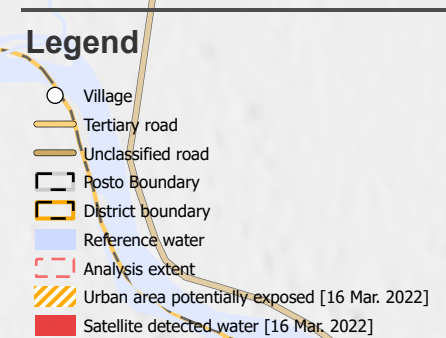 Legend
Village
Tertiary road
Unclassified road
Posto Boundary
District boundary
Reference water
Analysis extent
Urban area potentially exposed [16 Mar. 2022]
Satellite detected water [16 Mar. 2022]